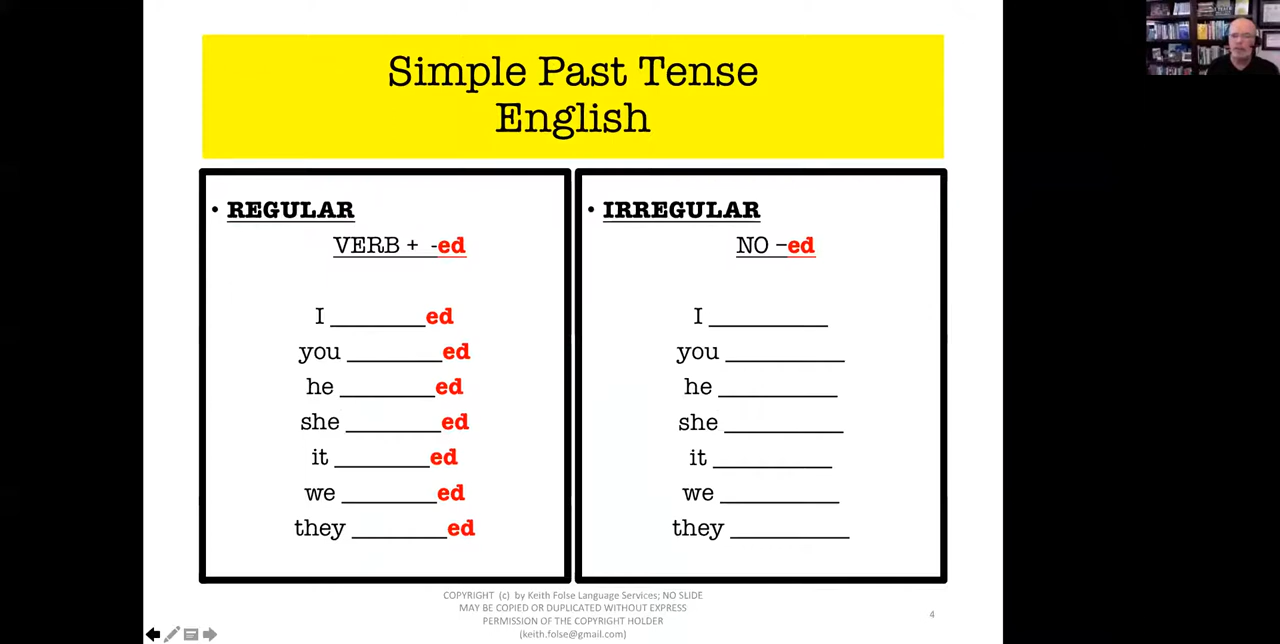 Simple Past Tense
English
• REGULAR
VERB + -ed
I ________ed
you ________ed
he ________ed
she ________ed
it ________ed
we ________ed
they ________ed
• IRREGULAR
NO –ed
I __________
you __________
he __________
she __________
it __________
we __________
they __________
COPYRIGHT (c) by Keith Folse Language Services; NO SLIDE
MAY BE COPIED OR DUPLICATED WITHOUT EXPRESS
PERMISSION OF THE COPYRIGHT HOLDER
(keith.folse@gmail.com)
4